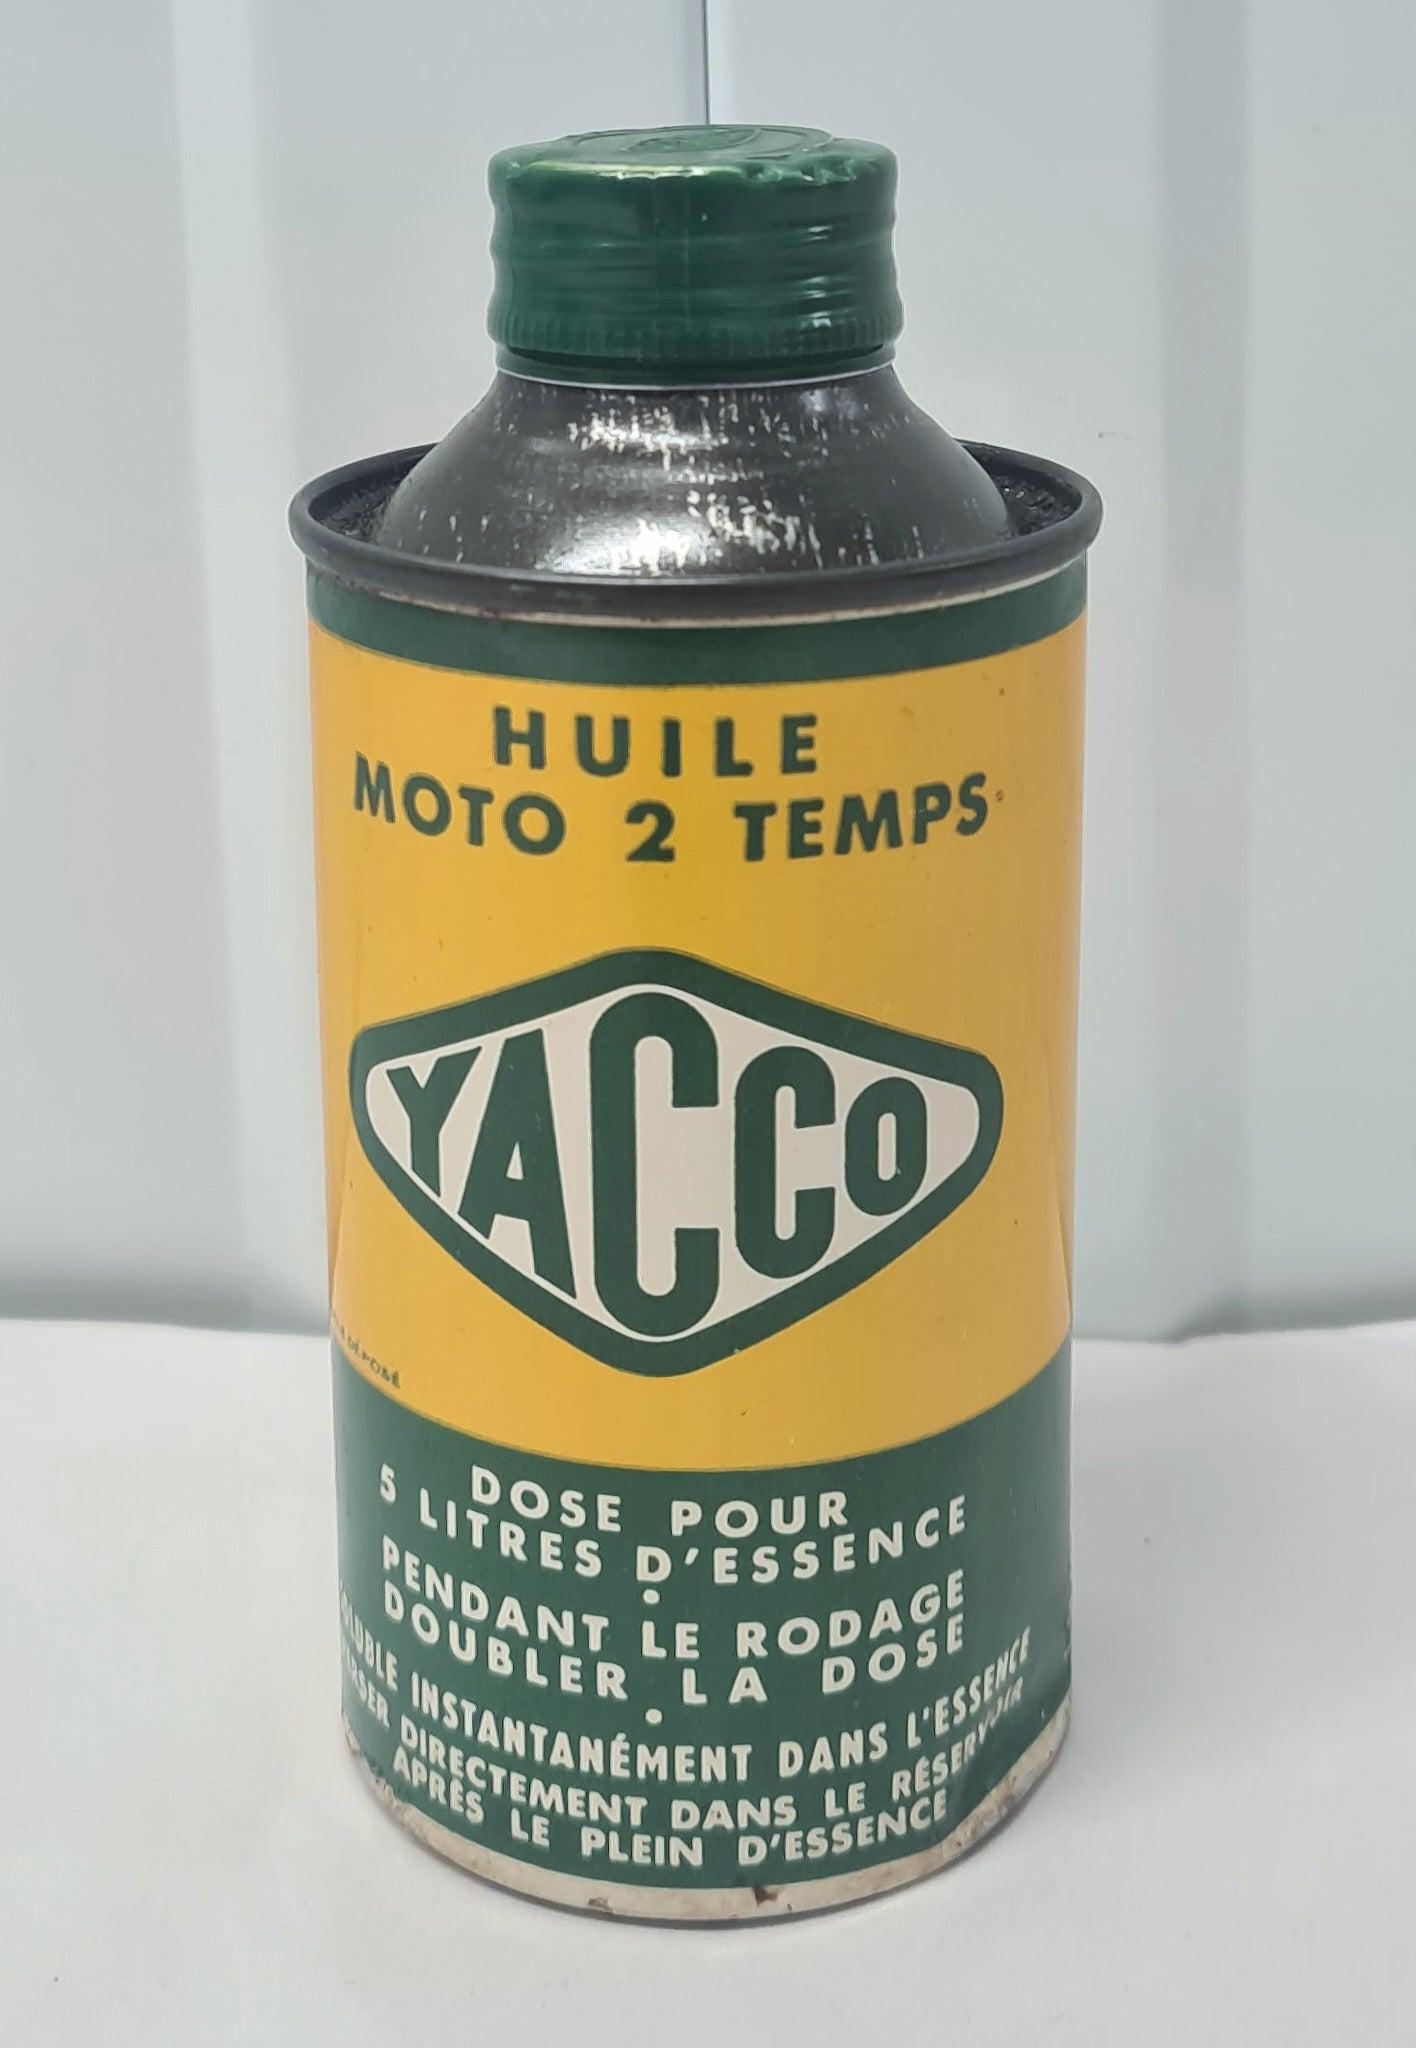 HUILE
MOTO 2 TEMPS
YACCO
DÉPOSÉ
DOSE POUR
5 LITRES D'ESSENCE
PENDANT LE RODAGE
DOUBLER LA DOSE
INSTANTANÉMENT DANS L'ESSENCE
DIRECTEMENT DANS LE RÉSERVOIR
APRÈS LE PLEIN D'ESSENCE